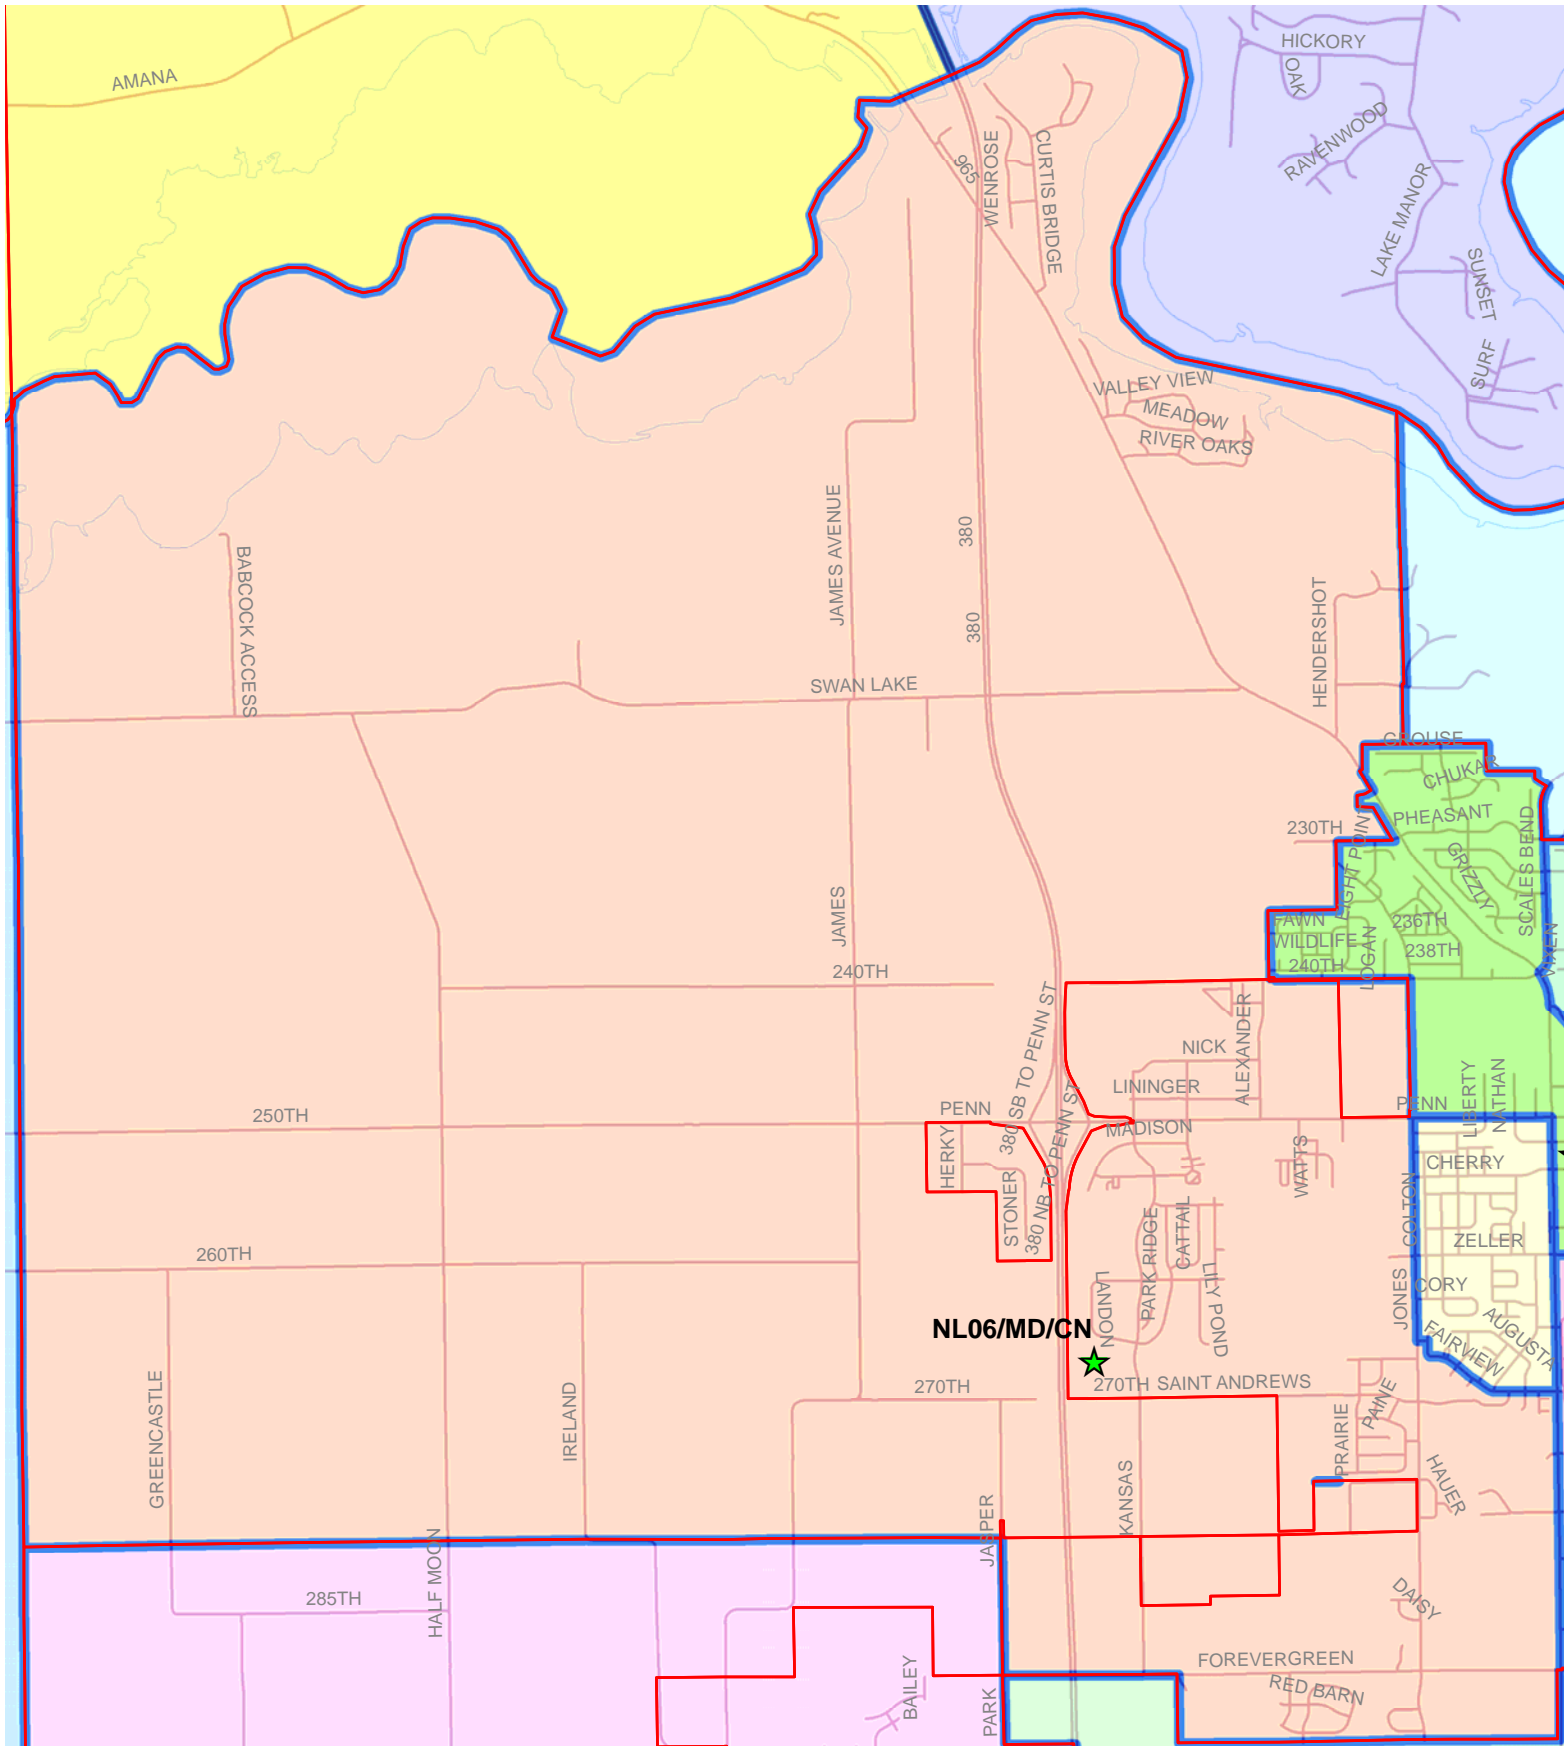 HICKORY
OAK
AMANA
RAVENWOOD
965
WENROSE
CURTIS BRIDGE
LAKE MANOR
SUNSET
SURF
VALLEY VIEW
MEADOW
RIVER OAKS
JAMES AVENUE
380
BABCOCK ACCESS
380
HENDERSHOT
SWAN LAKE
GROUSE
CHUKAR
PHEASANT
230TH
GRIZZLY
SCALES BEND
JAMES
FAWN
236TH
WILDLIFE
LOGAN
238TH
240TH
240TH
VIXEN
380 SB TO PENN ST
ALEXANDER
NICK
LININGER
LIBERTY
NATHAN
PENN
250TH
PENN
MADISON
380 NB TO PENN ST
HERKY
WATTS
CHERRY
STONER
COLTON
PARK RIDGE
CATTAIL
ZELLER
260TH
LANDON
LILY POND
JONES
CORY
AUGUSTA
FAIRVIEW
NL06/MD/CN
270TH
270TH SAINT ANDREWS
GREENCASTLE
IRELAND
PRAIRIE
PAINE
HAUER
KANSAS
JASPER
HALF MOON
285TH
DAISY
FOREVERGREEN
BAILEY
PARK
RED BARN